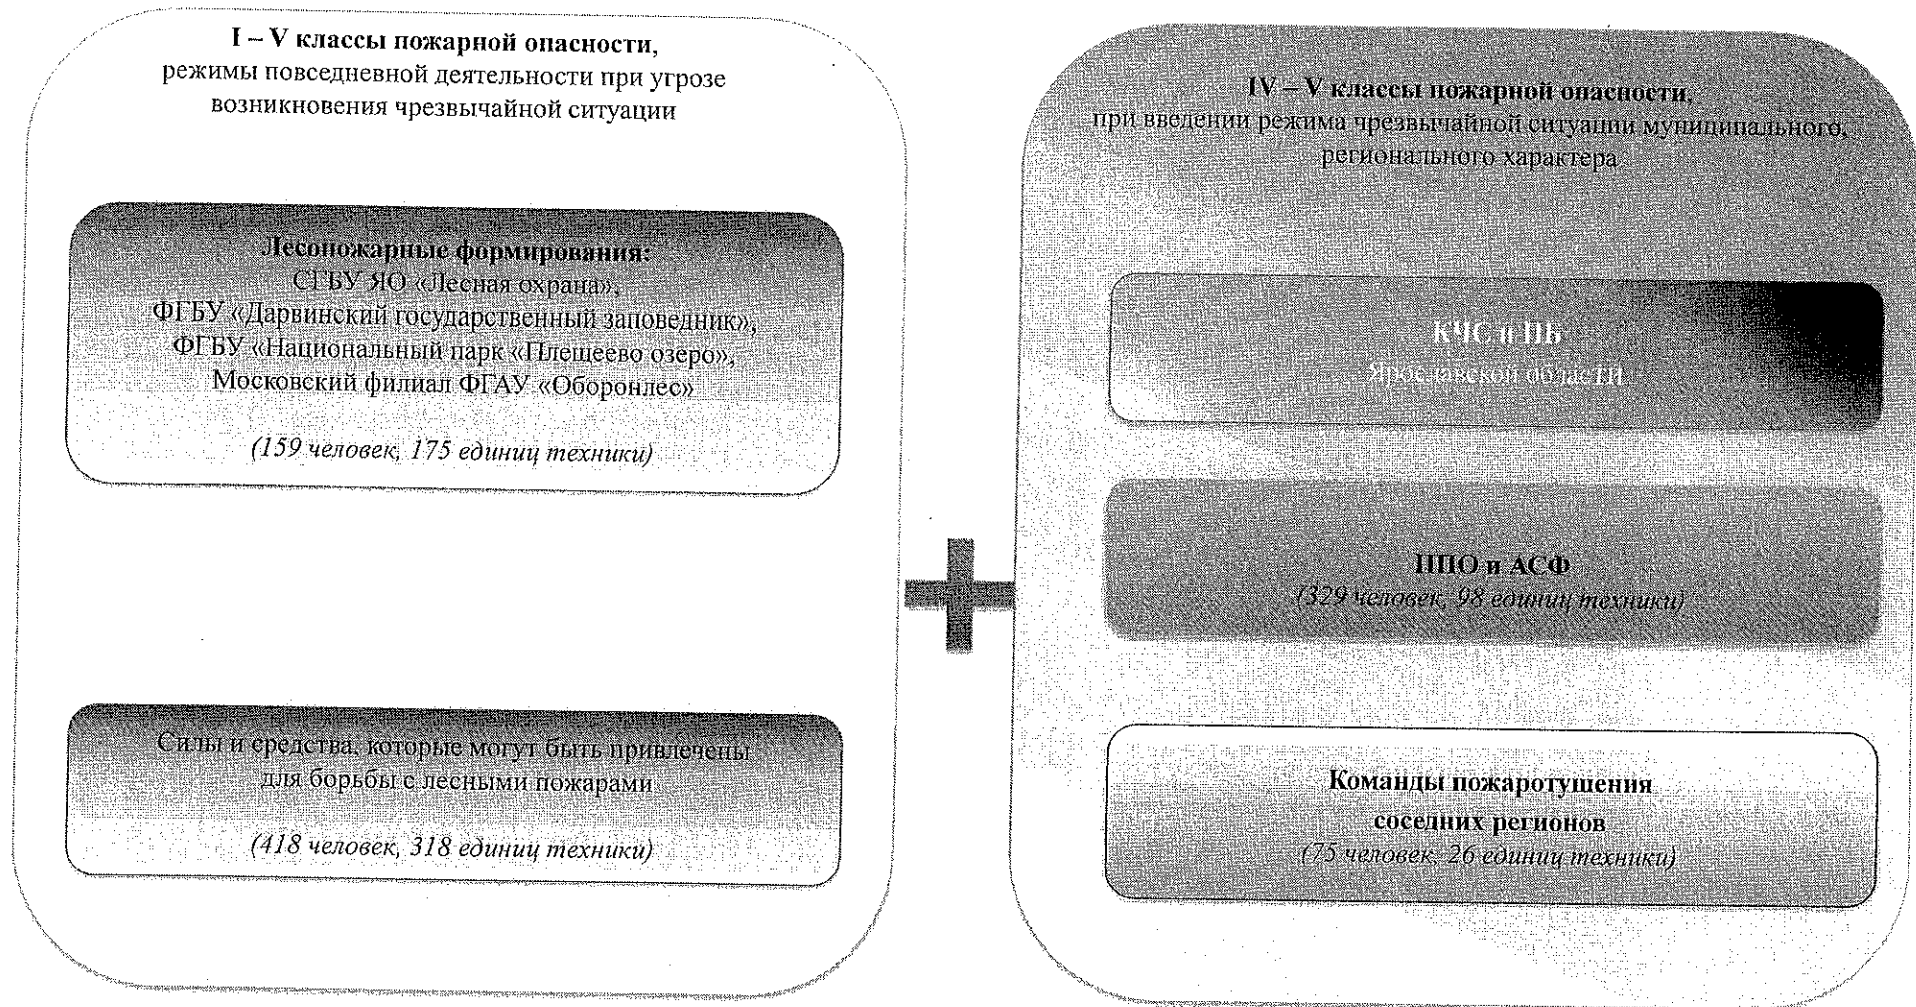 I – V классы пожарной опасности,
режимы повседневной деятельности при угрозе
возникновения чрезвычайной ситуации
Лесопожарные формирования:
СГБУ ЯО «Лесная охрана»,
ФГБУ «Дарвинский государственный заповедник»,
ФГБУ «Национальный парк «Плещеево озеро»,
Московский филиал ФГАУ «Оборонлес»
(159 человек, 175 единиц техники)
Силы и средства, которые могут быть привлечены
для борьбы с лесными пожарами
(418 человек, 318 единиц техники)
IV – V классы пожарной опасности,
при введении режима чрезвычайной ситуации муниципального,
регионального характера
КЧС и ПБ
Ярославской области
ППО и АСФ
(329 человек, 98 единиц техники)
Команды пожаротушения
соседних регионов
(75 человек, 26 единиц техники)